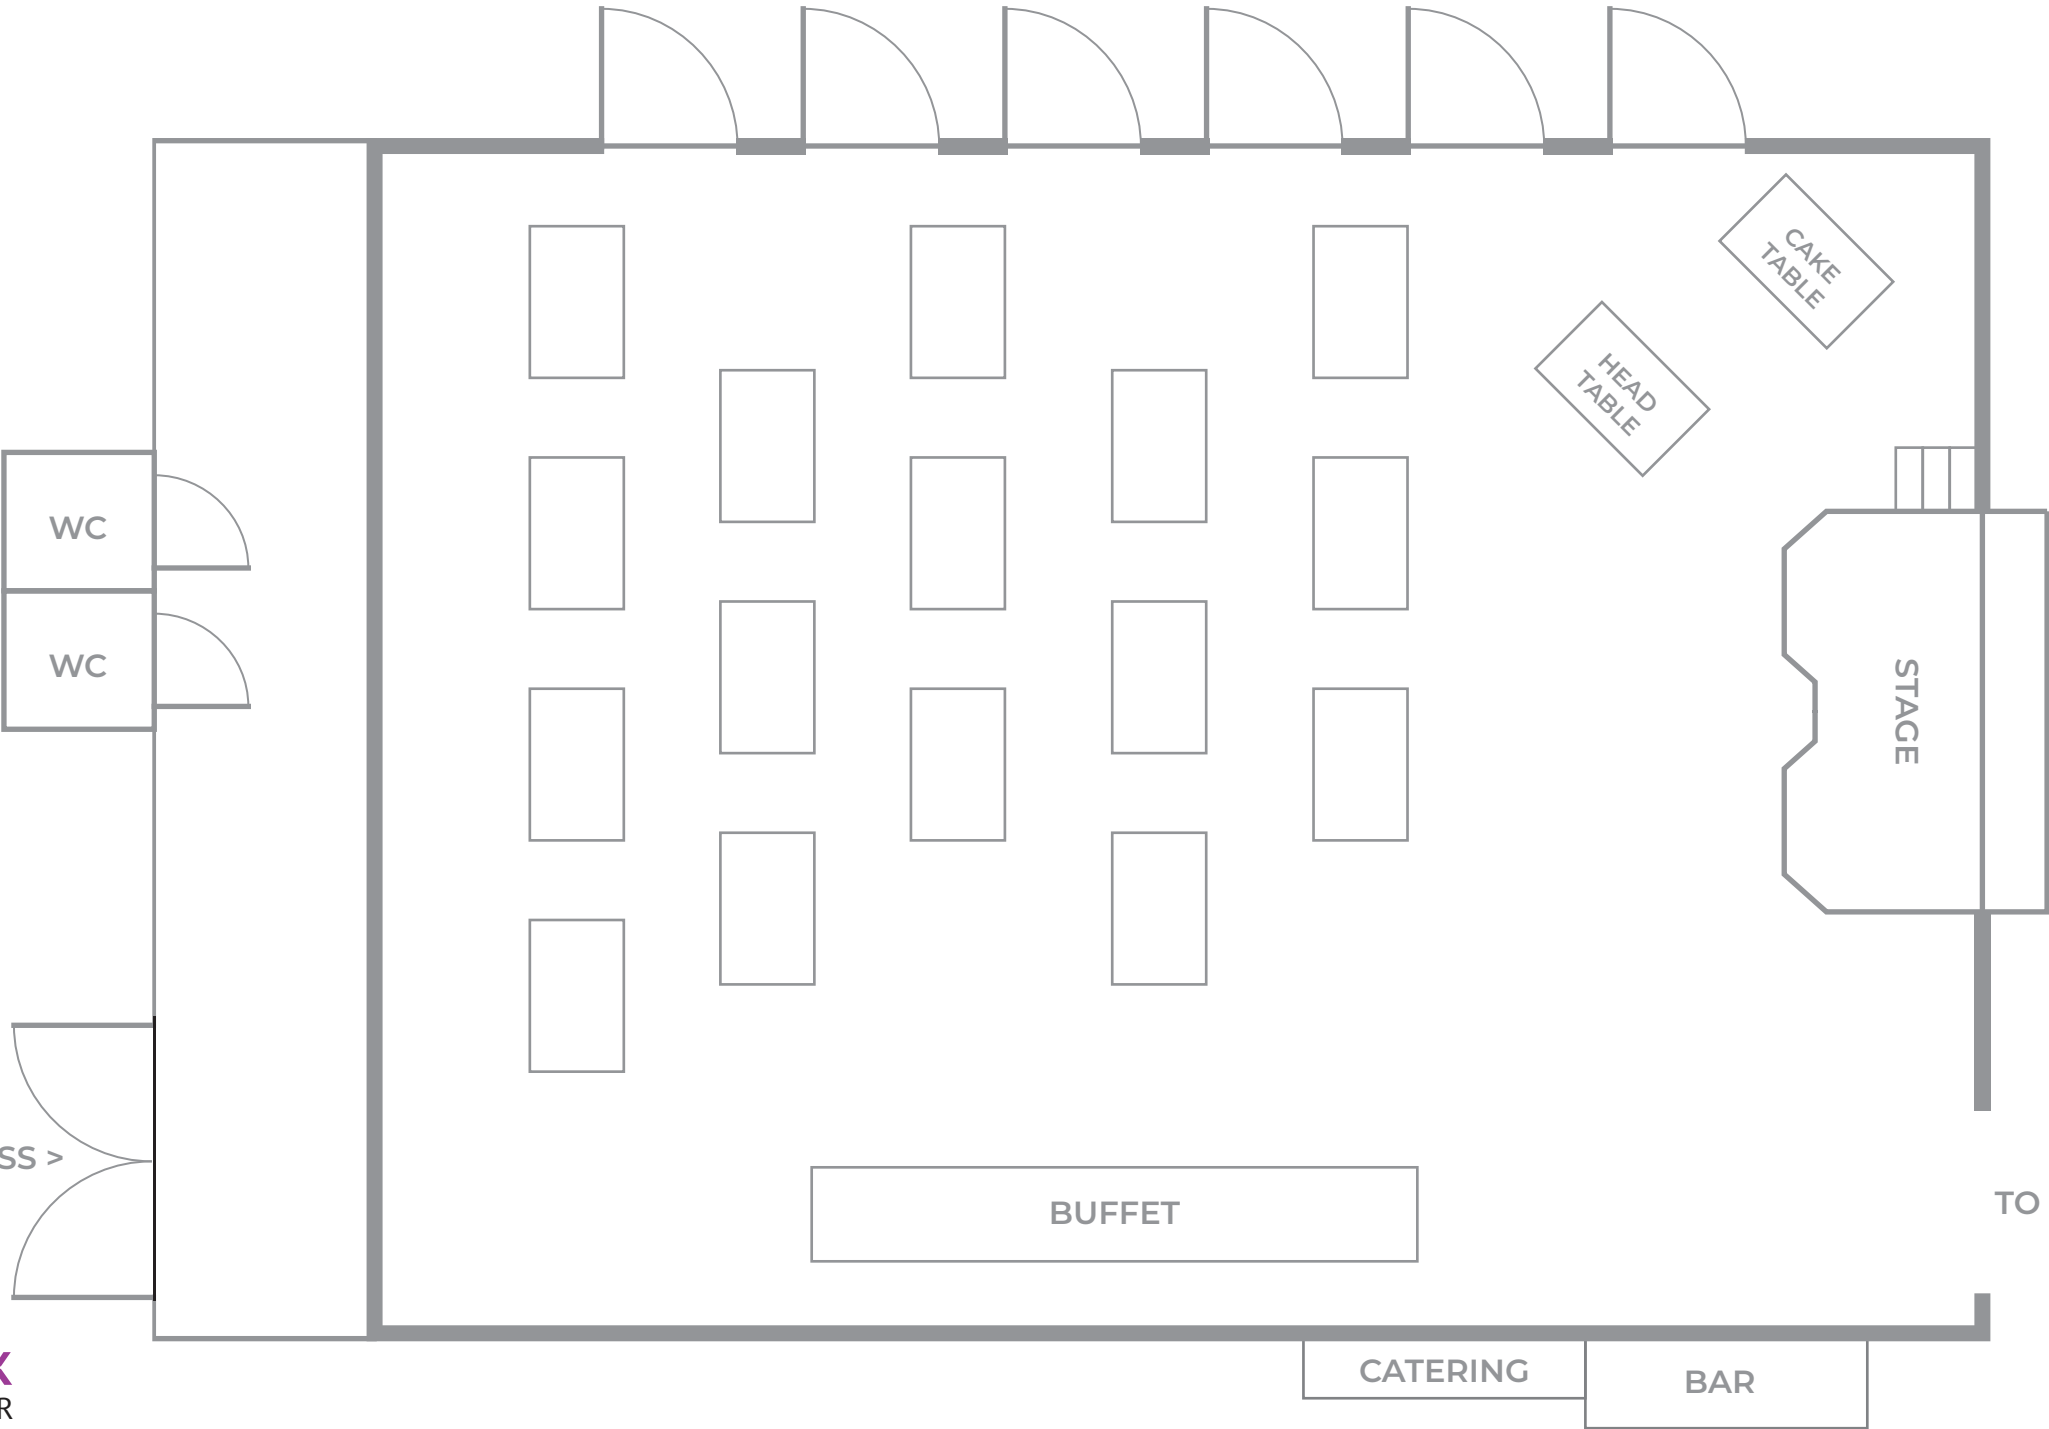 CAKE
TABLE
HEAD
TABLE
WC
WC
STAGE
SS >
TO
BUFFET
CATERING
BAR
X
R